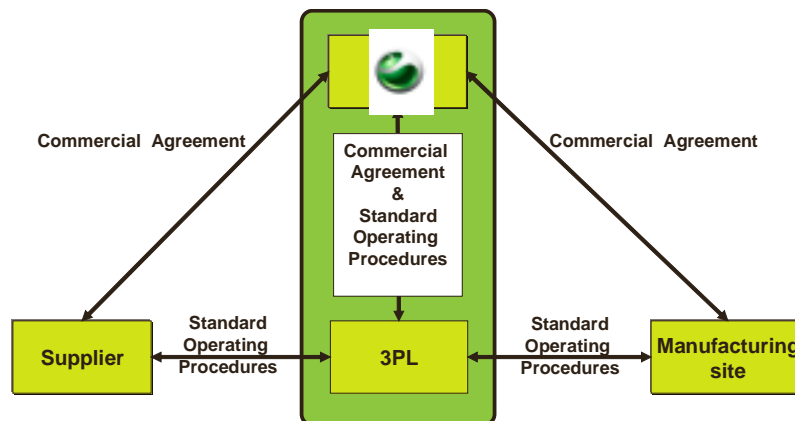 Commercial Agreement
Commercial Agreement
Commercial
Agreement
&
Standard
Operating
Procedures
Supplier
Standard
Operating
Procedures
3PL
Standard
Operating
Procedures
Manufacturing
site